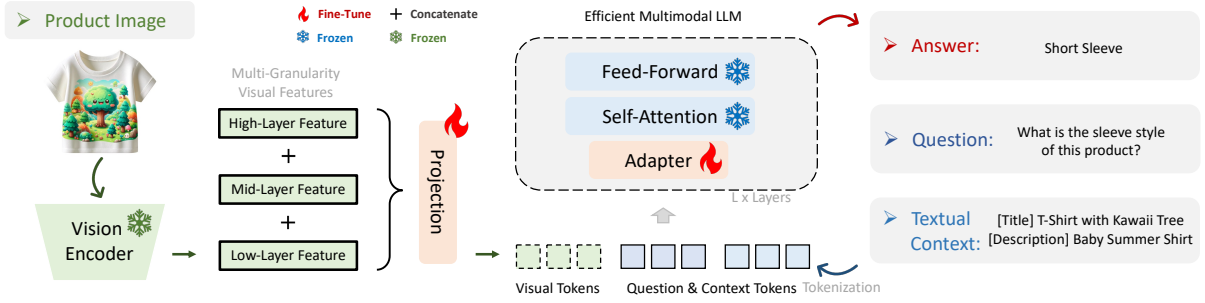 Product Image
Fine-Tune
Concatenate
Frozen
Frozen
Multi-Granularity
Visual Features
High-Layer Feature
+
Mid-Layer Feature
+
Low-Layer Feature
Vision
Encoder
Projection
Efficient Multimodal LLM
Feed-Forward
Self-Attention
Adapter
L x Layers
Visual Tokens
Question & Context Tokens
Tokenization
Answer:
Short Sleeve
Question:
What is the sleeve style
of this product?
Textual
Context:
[Title] T-Shirt with Kawaii Tree
[Description] Baby Summer Shirt